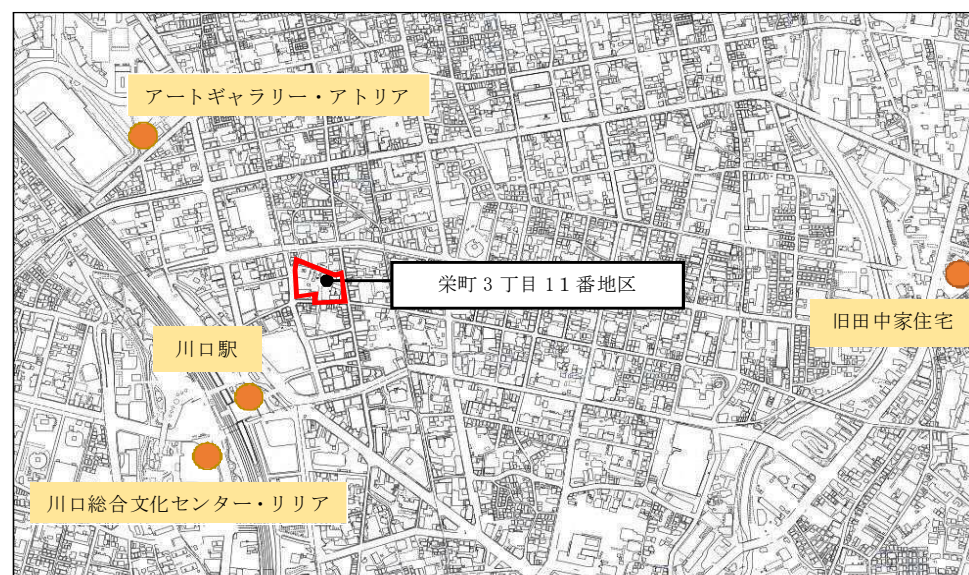 アートギャラリー・アトリア
栄町3丁目11番地区
旧田中家住宅
川口駅
川口総合文化センター・リリア